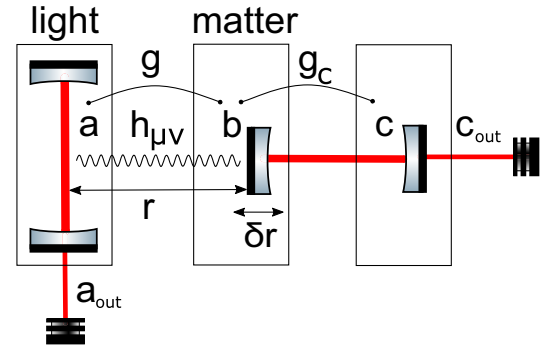 light matter
g g_c
a h_μν b c c_out
r
δr
a_out